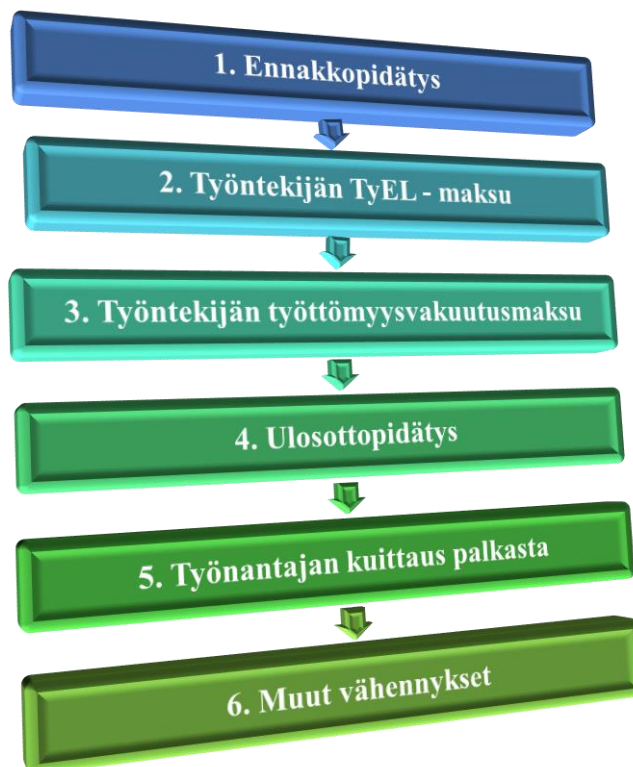 1. Ennakkopidätys
2. Työntekijän TyEL - maksu
3. Työntekijän työttömyysvakuutusmaksu
4. Ulosottopidätys
5. Työnantajan kuittaus palkasta
6. Muut vähennykset